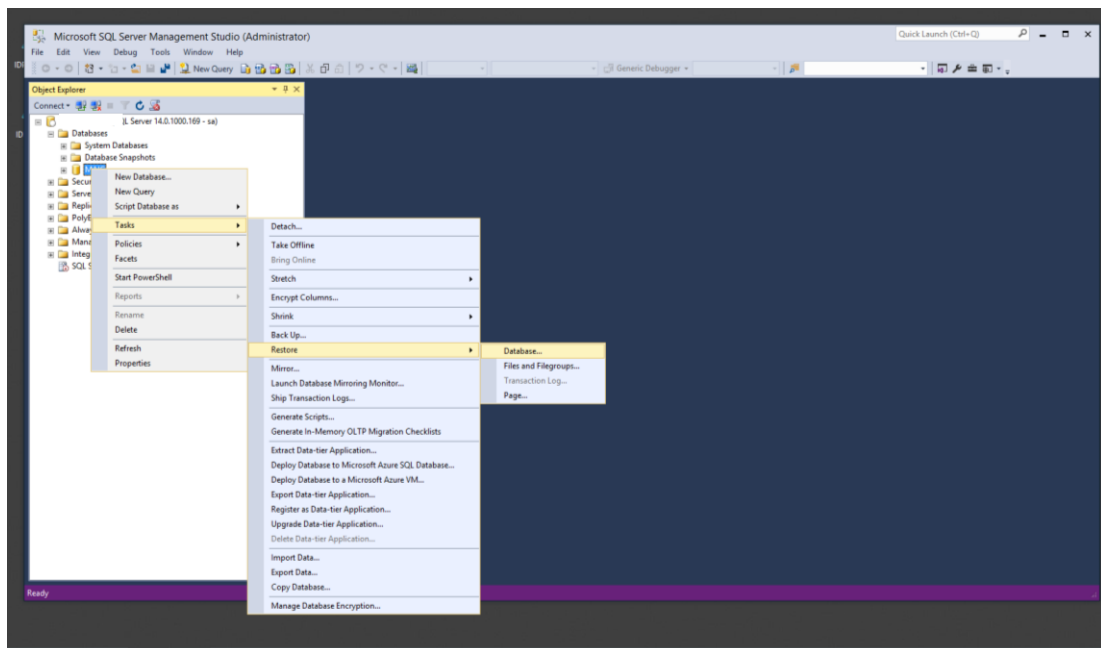 Microsoft SQL Server Management Studio (Administrator)
Quick Launch (Ctrl+Q)
File Edit View Debug Tools Window Help
New Query
Generic Debugger
Object Explorer
Connect
Server 14.0.1000.169 - sa)
Databases
System Databases
Database Snapshots
New Database...
New Query
Script Database as
Tasks
Policies
Facets
Start PowerShell
Reports
Rename
Delete
Refresh
Properties
Detach...
Take Offline
Bring Online
Stretch
Encrypt Columns...
Shrink
Back Up...
Restore
Mirror...
Launch Database Mirroring Monitor...
Ship Transaction Logs...
Generate Scripts...
Generate In-Memory OLTP Migration Checklists
Extract Data-tier Application...
Deploy Database to Microsoft Azure SQL Database...
Deploy Database to a Microsoft Azure VM...
Export Data-tier Application...
Register as Data-tier Application...
Upgrade Data-tier Application...
Delete Data-tier Application...
Import Data...
Export Data...
Copy Database...
Manage Database Encryption...
Database...
Files and Filegroups...
Transaction Log...
Page...
Ready